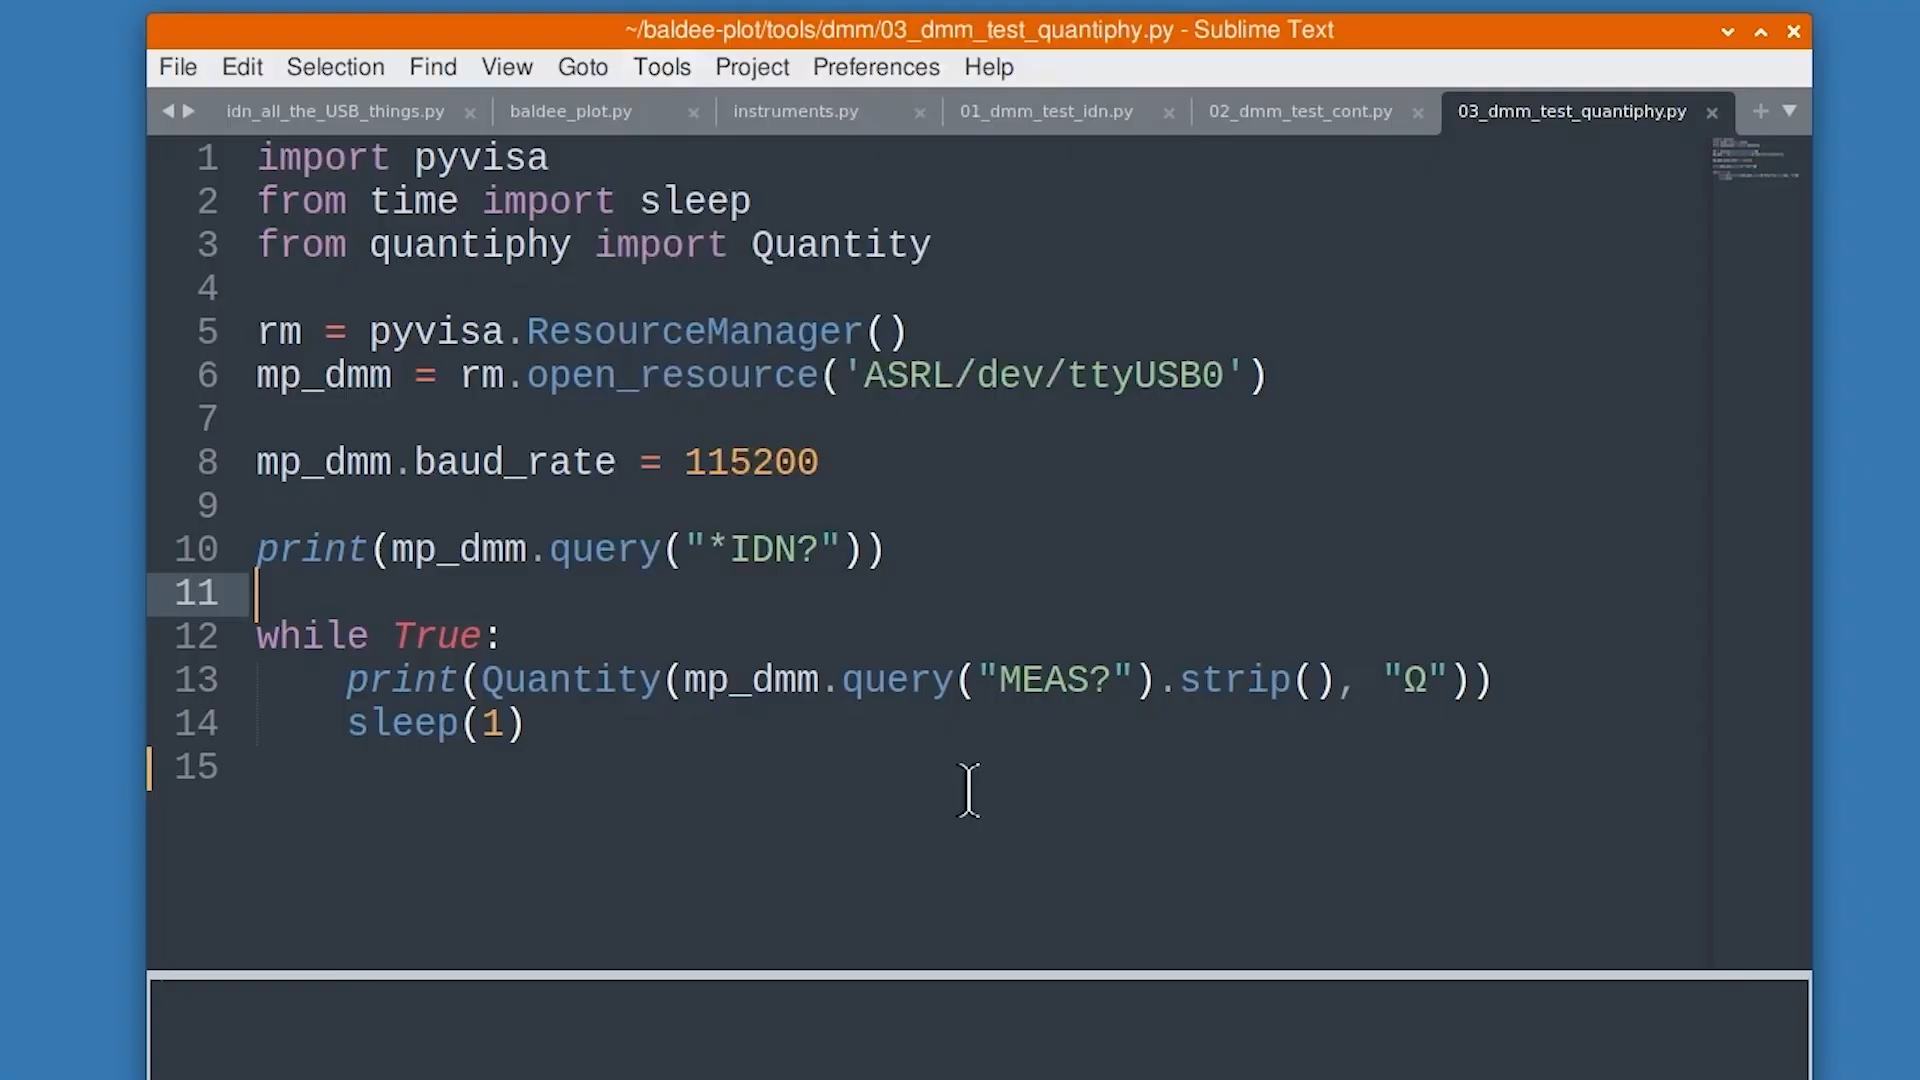 ~/baldee-plot/tools/dmm/03_dmm_test_quantiphy.py - Sublime Text
File Edit Selection Find View Goto Tools Project Preferences Help
idn_all_the_USB_things.py baldee_plot.py instruments.py 01_dmm_test_idn.py 02_dmm_test_cont.py 03_dmm_test_quantiphy.py
1 import pyvisa
2 from time import sleep
3 from quantiphy import Quantity
4
5 rm = pyvisa.ResourceManager()
6 mp_dmm = rm.open_resource('ASRL/dev/ttyUSB0')
7
8 mp_dmm.baud_rate = 115200
9
10 print(mp_dmm.query("*IDN?"))
11
12 while True:
13     print(Quantity(mp_dmm.query("MEAS?").strip(), "Ω"))
14     sleep(1)
15